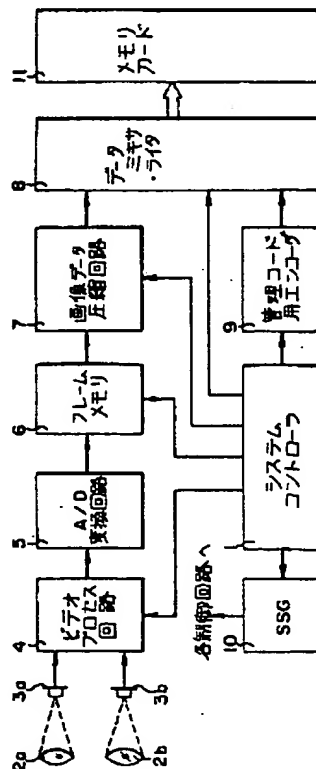 2a
3a
2b
3b
4
ビデオ
プロセス
回路
5
A/D
変換回路
6
フレーム
メモリ
7
画像データ
圧縮回路
8
データ
ミキサ
・ライタ
11
メモリ
カード
各制御回路へ
10
SSG
1
システム
コントローラ
9
管理コード
用エンコーダ